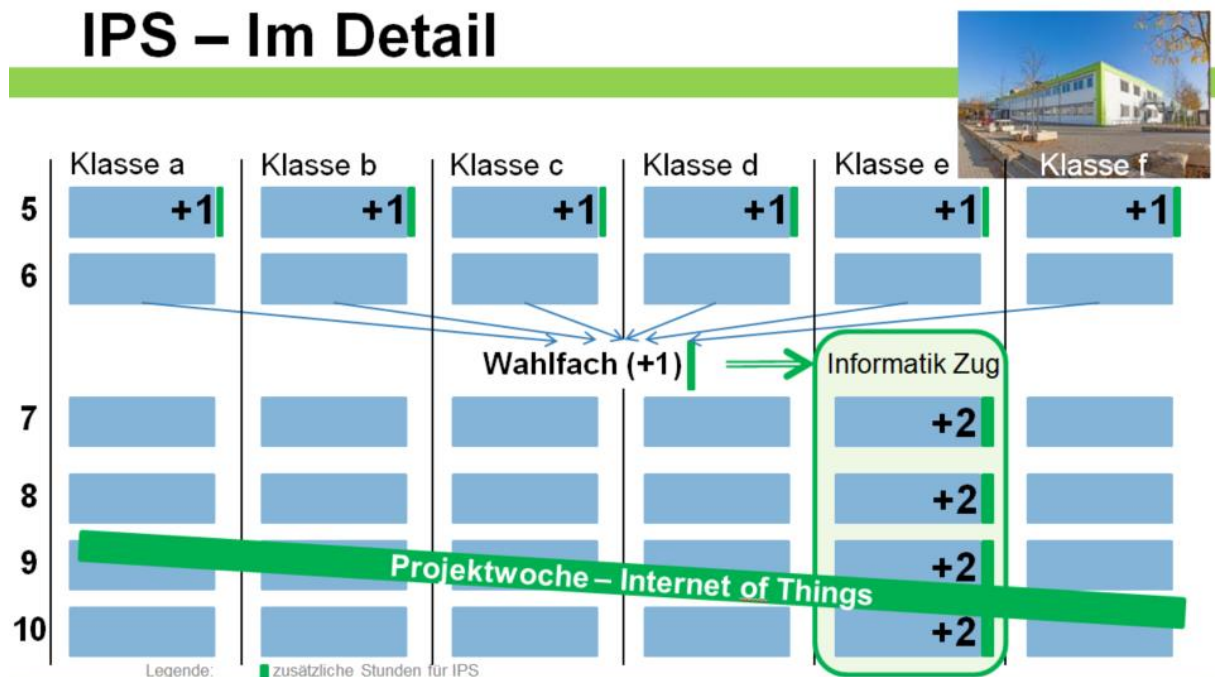 IPS – Im Detail
Klasse a Klasse b Klasse c Klasse d Klasse e Klasse f
5 +1 +1 +1 +1 +1 +1
6
Wahlfach (+1) Informatik Zug
7 +2
8 +2
9 +2
Projektwoche – Internet of Things
10 +2
Legende: zusätzliche Stunden für IPS